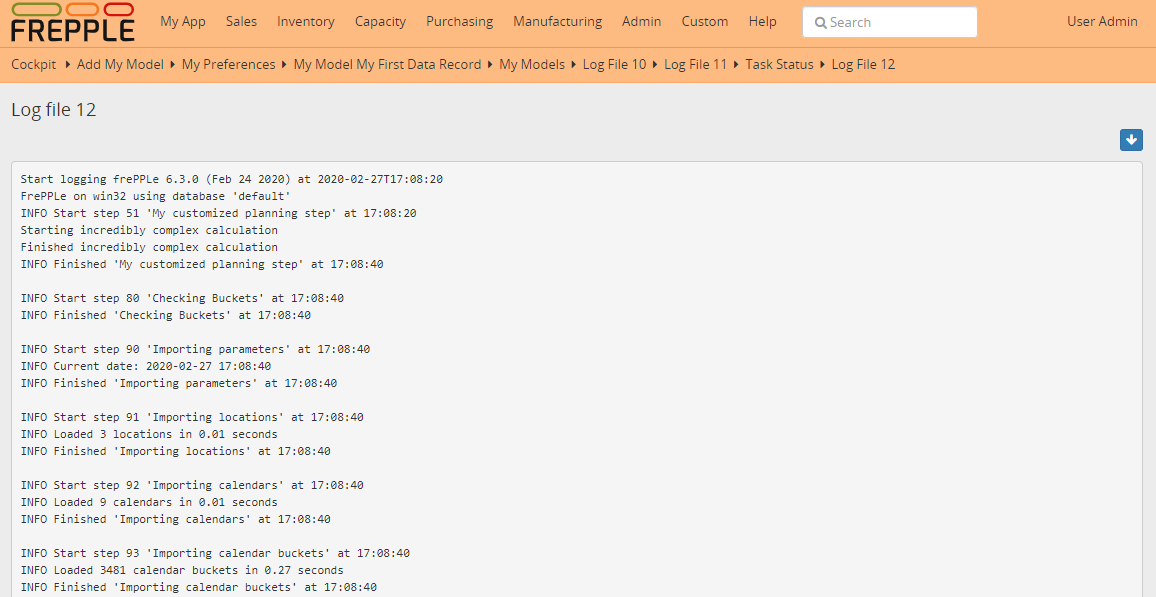 FREPPLE My App Sales Inventory Capacity Purchasing Manufacturing Admin Custom Help Search User Admin
Cockpit Add My Model My Preferences My Model My First Data Record My Models Log File 10 Log File 11 Task Status Log File 12
Log file 12
Start logging frePPLe 6.3.0 (Feb 24 2020) at 2020-02-27T17:08:20
FrePPLe on win32 using database 'default'
INFO Start step 51 'My customized planning step' at 17:08:20
Starting incredibly complex calculation
Finished incredibly complex calculation
INFO Finished 'My customized planning step' at 17:08:40
INFO Start step 80 'Checking Buckets' at 17:08:40
INFO Finished 'Checking Buckets' at 17:08:40
INFO Start step 90 'Importing parameters' at 17:08:40
INFO Current date: 2020-02-27 17:08:40
INFO Finished 'Importing parameters' at 17:08:40
INFO Start step 91 'Importing locations' at 17:08:40
INFO Loaded 3 locations in 0.01 seconds
INFO Finished 'Importing locations' at 17:08:40
INFO Start step 92 'Importing calendars' at 17:08:40
INFO Loaded 9 calendars in 0.01 seconds
INFO Finished 'Importing calendars' at 17:08:40
INFO Start step 93 'Importing calendar buckets' at 17:08:40
INFO Loaded 3481 calendar buckets in 0.27 seconds
INFO Finished 'Importing calendar buckets' at 17:08:40